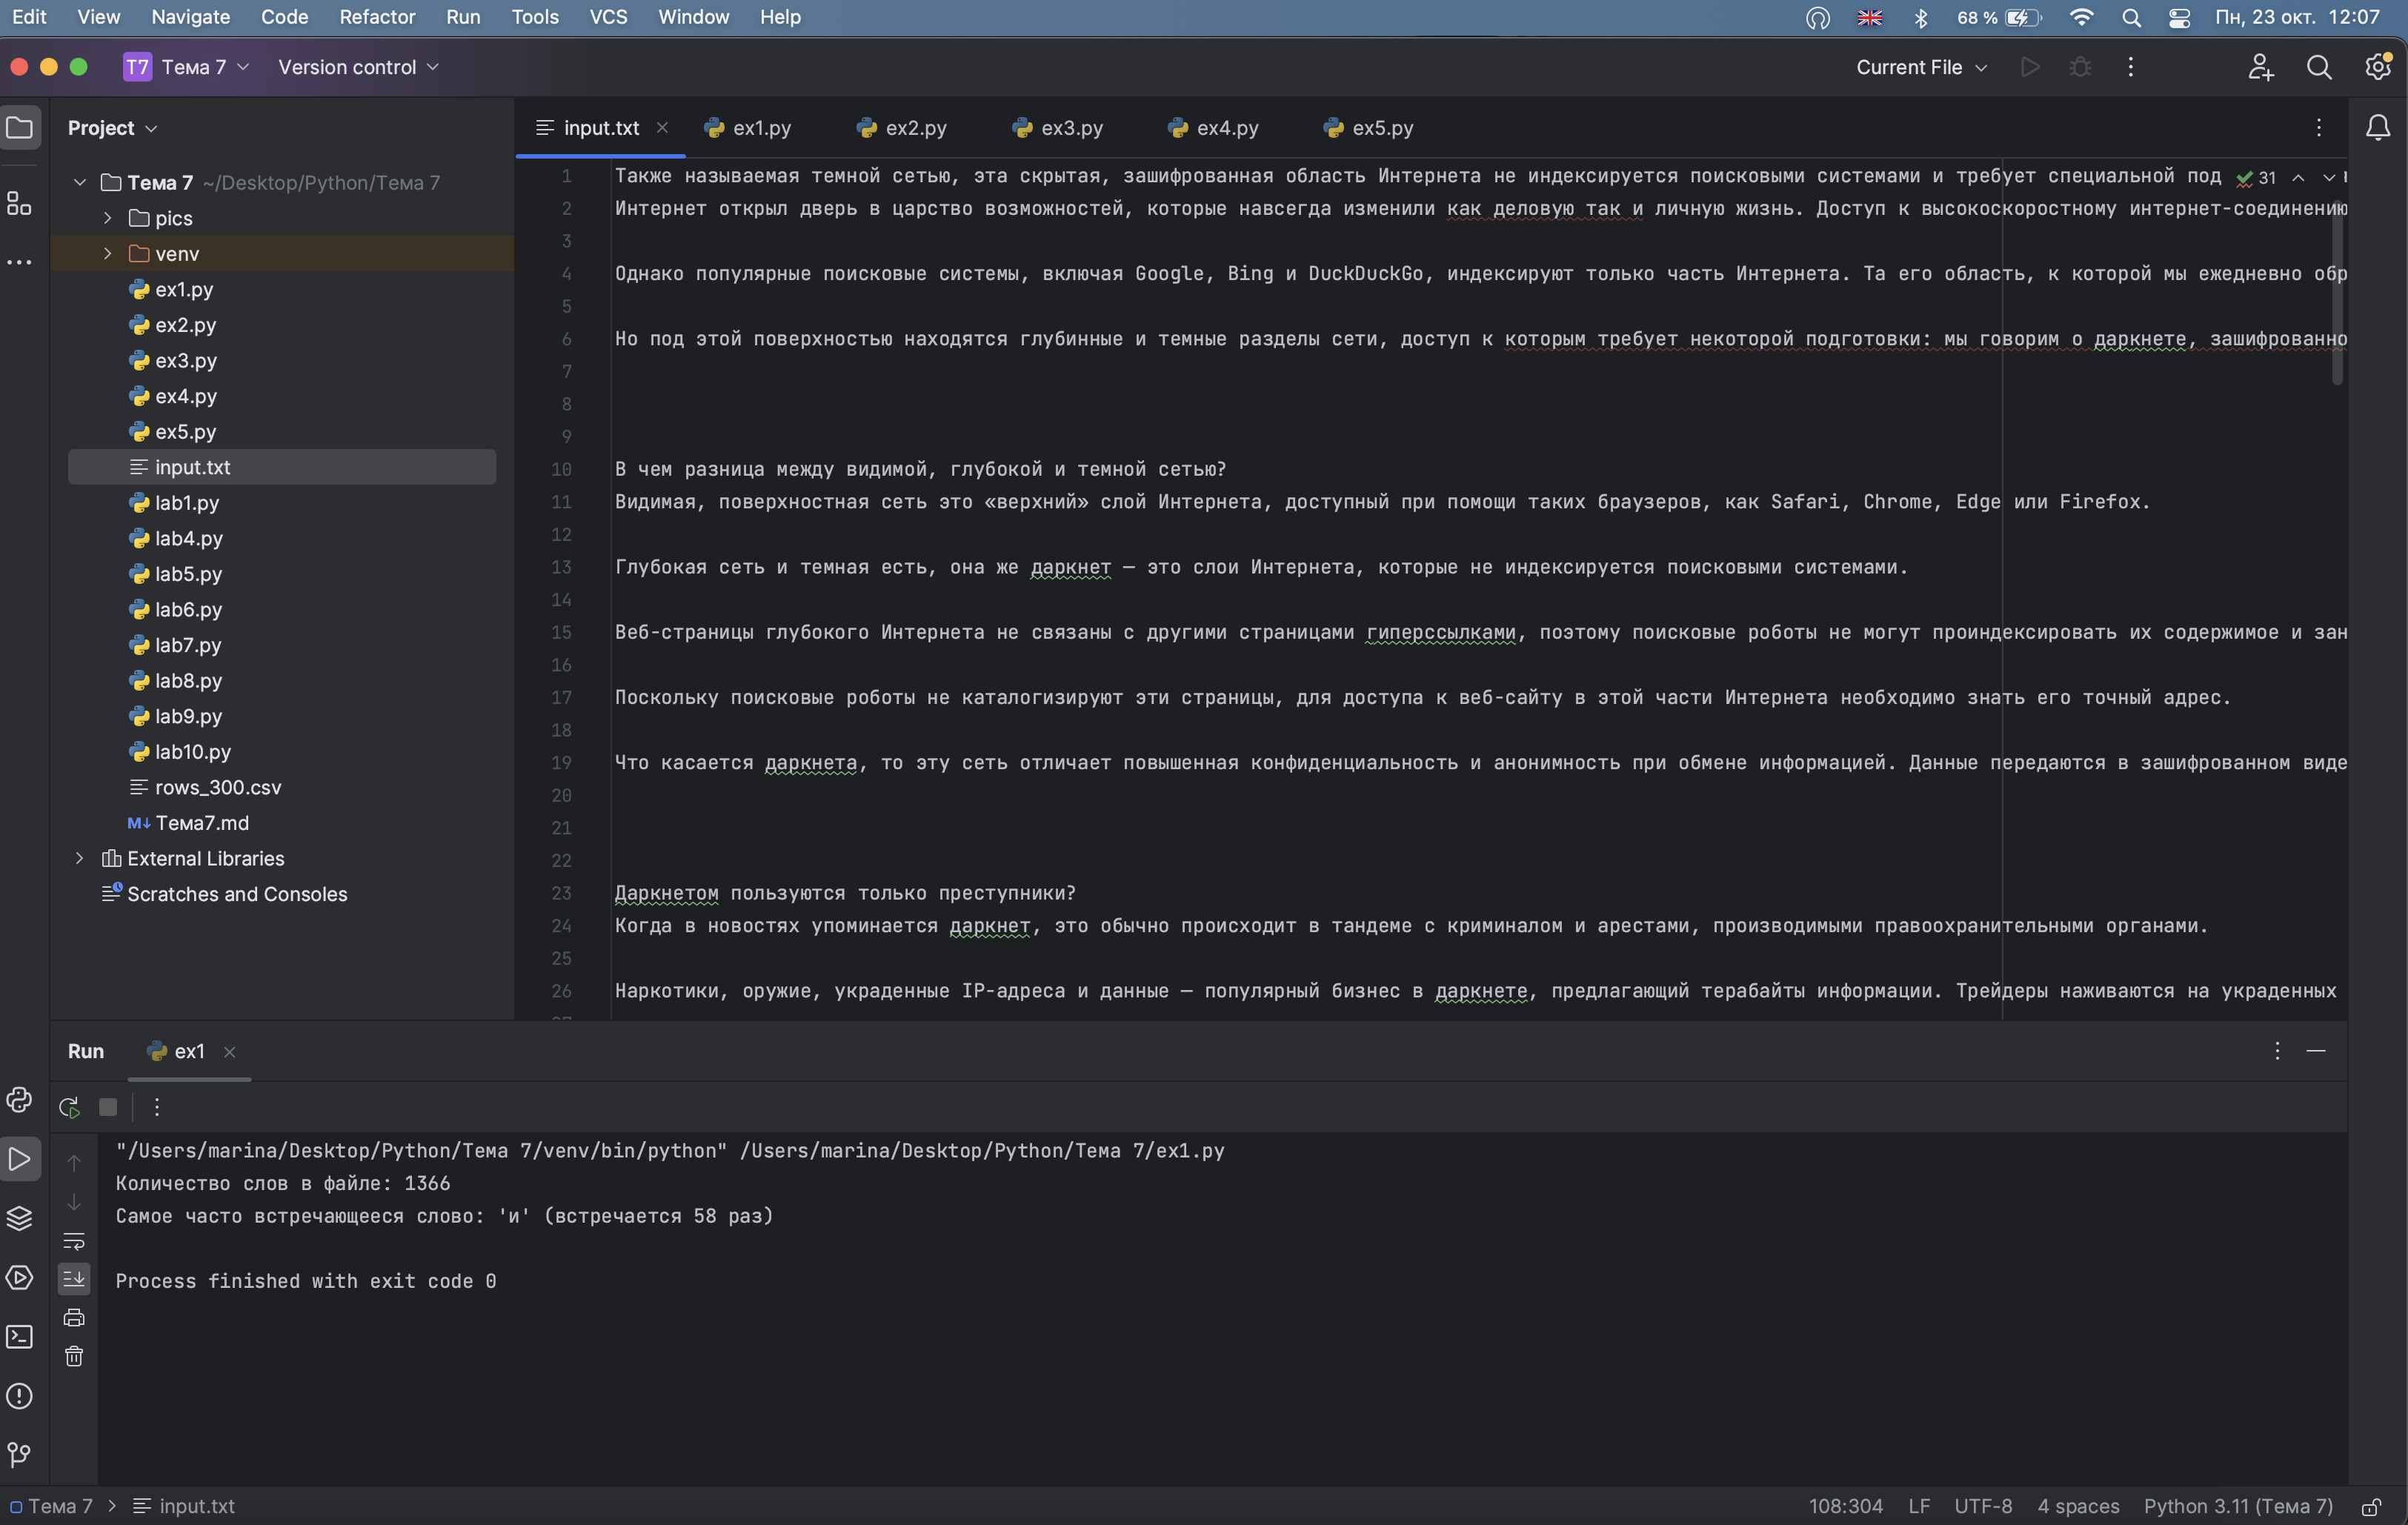 Edit View Navigate Code Refactor Run Tools VCS Window Help 68 % Пн, 23 окт. 12:07
T7 Тема 7 Version control Current File
Project
input.txt ex1.py ex2.py ex3.py ex4.py ex5.py
Тема 7 ~/Desktop/Python/Тема 7
pics
venv
ex1.py
ex2.py
ex3.py
ex4.py
ex5.py
input.txt
lab1.py
lab4.py
lab5.py
lab6.py
lab7.py
lab8.py
lab9.py
lab10.py
rows_300.csv
M↓ Тема7.md
External Libraries
Scratches and Consoles
31
1 Также называемая темной сетью, эта скрытая, зашифрованная область Интернета не индексируется поисковыми системами и требует специальной под
2 Интернет открыл дверь в царство возможностей, которые навсегда изменили как деловую так и личную жизнь. Доступ к высокоскоростному интернет-соединению
3
4 Однако популярные поисковые системы, включая Google, Bing и DuckDuckGo, индексируют только часть Интернета. Та его область, к которой мы ежедневно обр
5
6 Но под этой поверхностью находятся глубинные и темные разделы сети, доступ к которым требует некоторой подготовки: мы говорим о даркнете, зашифрованно
7
8
9
10 В чем разница между видимой, глубокой и темной сетью?
11 Видимая, поверхностная сеть это «верхний» слой Интернета, доступный при помощи таких браузеров, как Safari, Chrome, Edge или Firefox.
12
13 Глубокая сеть и темная есть, она же даркнет — это слои Интернета, которые не индексируется поисковыми системами.
14
15 Веб-страницы глубокого Интернета не связаны с другими страницами гиперссылками, поэтому поисковые роботы не могут проиндексировать их содержимое и зан
16
17 Поскольку поисковые роботы не каталогизируют эти страницы, для доступа к веб-сайту в этой части Интернета необходимо знать его точный адрес.
18
19 Что касается даркнета, то эту сеть отличает повышенная конфиденциальность и анонимность при обмене информацией. Данные передаются в зашифрованном виде
20
21
22
23 Даркнетом пользуются только преступники?
24 Когда в новостях упоминается даркнет, это обычно происходит в тандеме с криминалом и арестами, производимыми правоохранительными органами.
25
26 Наркотики, оружие, украденные IP-адреса и данные — популярный бизнес в даркнете, предлагающий терабайты информации. Трейдеры наживаются на украденных
Run ex1
"/Users/marina/Desktop/Python/Тема 7/venv/bin/python" /Users/marina/Desktop/Python/Тема 7/ex1.py
Количество слов в файле: 1366
Самое часто встречающееся слово: 'и' (встречается 58 раз)
Process finished with exit code 0
Тема 7 input.txt 108:304 LF UTF-8 4 spaces Python 3.11 (Тема 7)